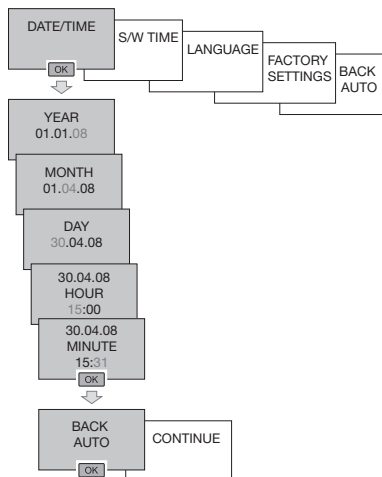 DATE/TIME
S/W TIME
LANGUAGE
FACTORY
SETTINGS
BACK
AUTO
OK
YEAR
01.01.08
MONTH
01.04.08
DAY
30.04.08
30.04.08
HOUR
15:00
30.04.08
MINUTE
15:31
OK
BACK
AUTO
CONTINUE
OK